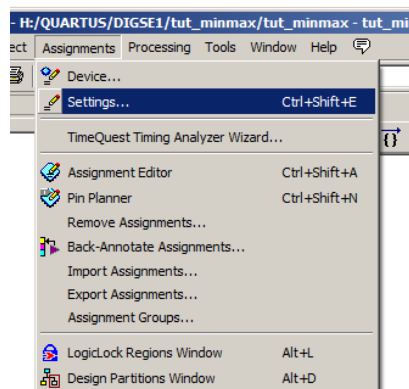 - H:/QUARTUS/DIGSE1/tut_minmax/tut_minmax - tut_mi
ect Assignments Processing Tools Window Help
Device...
Settings... Ctrl+Shift+E
TimeQuest Timing Analyzer Wizard...
{}
Assignment Editor Ctrl+Shift+A
Pin Planner Ctrl+Shift+N
Remove Assignments...
Back-Annotate Assignments...
Import Assignments...
Export Assignments...
Assignment Groups...
LogicLock Regions Window Alt+L
Design Partitions Window Alt+D